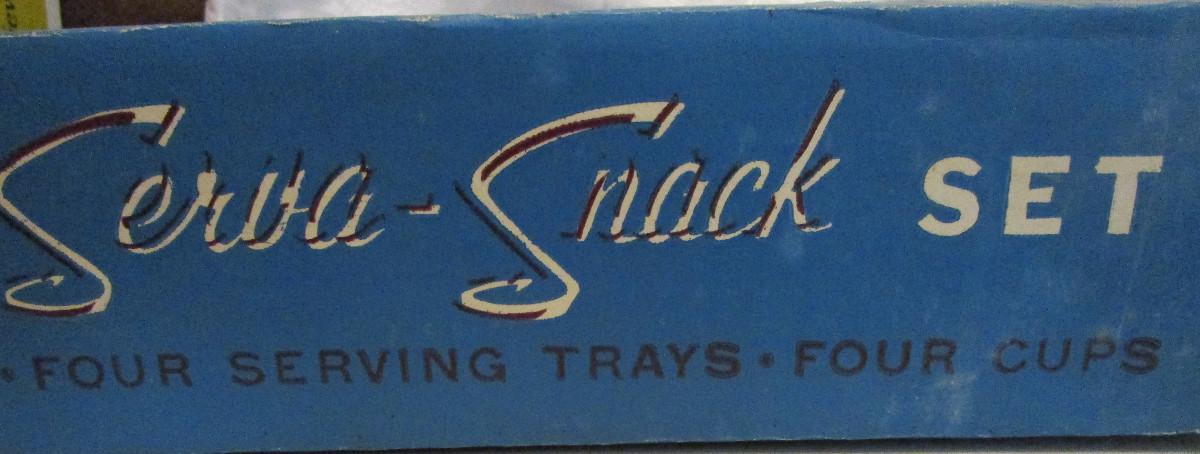 Serva-Snack SET
• FOUR SERVING TRAYS • FOUR CUPS